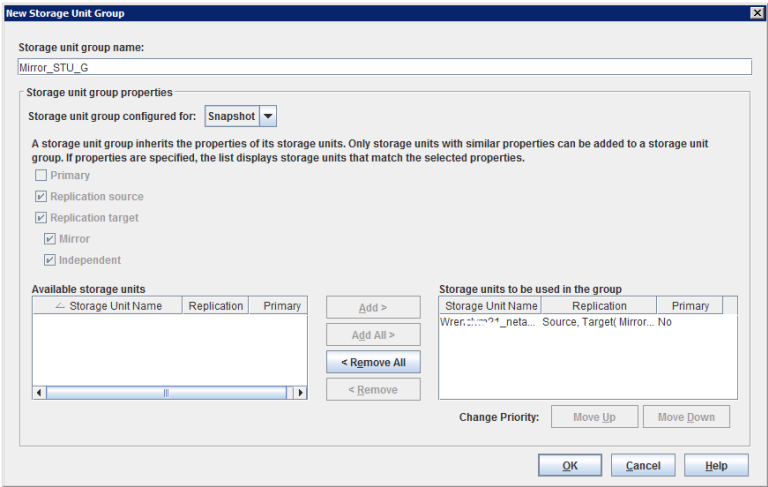 New Storage Unit Group
Storage unit group name:
Mirror_STU_G
Storage unit group properties
Storage unit group configured for: Snapshot
A storage unit group inherits the properties of its storage units. Only storage units with similar properties can be added to a storage unit
group. If properties are specified, the list displays storage units that match the selected properties.
Primary
Replication source
Replication target
Mirror
Independent
Available storage units
Storage Unit Name Replication Primary
Add >
Add All >
< Remove All
< Remove
Storage units to be used in the group
Storage Unit Name Replication Primary
Source, Target( Mirror... No
Change Priority: Move Up Move Down
OK Cancel Help